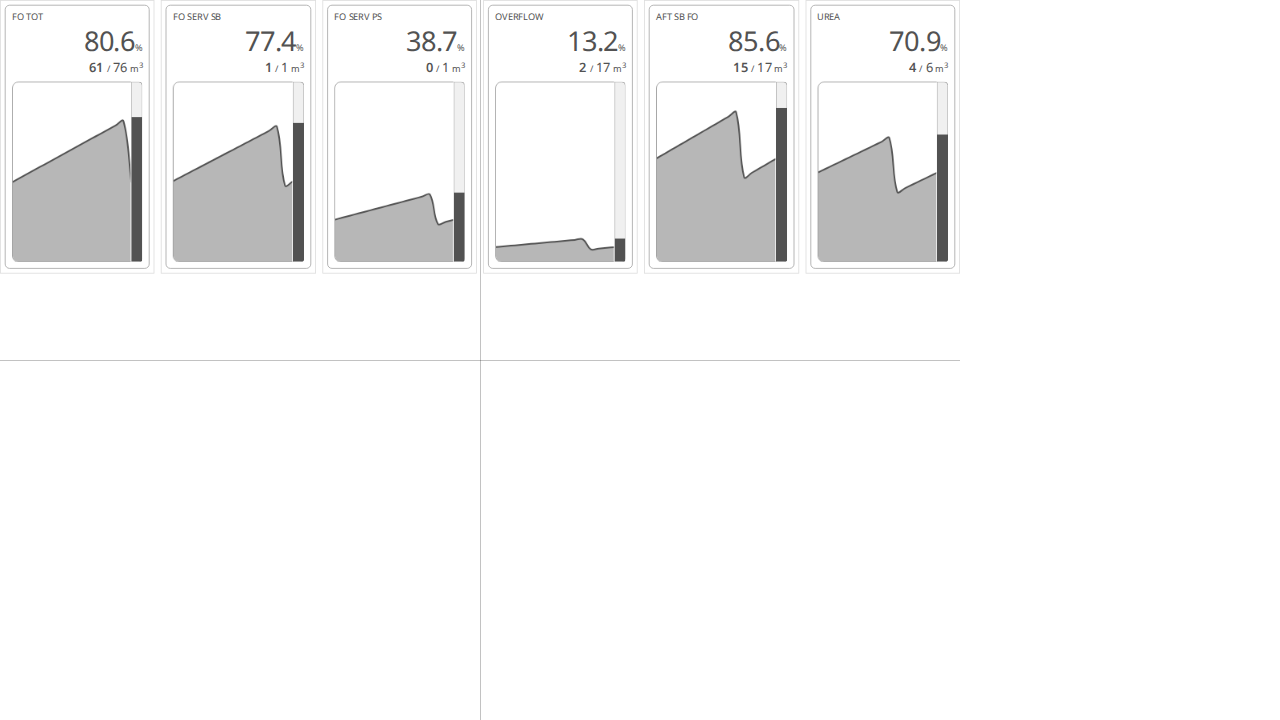 FO TOT
80.6%
61 / 76 m³
FO SERV SB
77.4%
1 / 1 m³
FO SERV PS
38.7%
0 / 1 m³
OVERFLOW
13.2%
2 / 17 m³
AFT SB FO
85.6%
15 / 17 m³
UREA
70.9%
4 / 6 m³